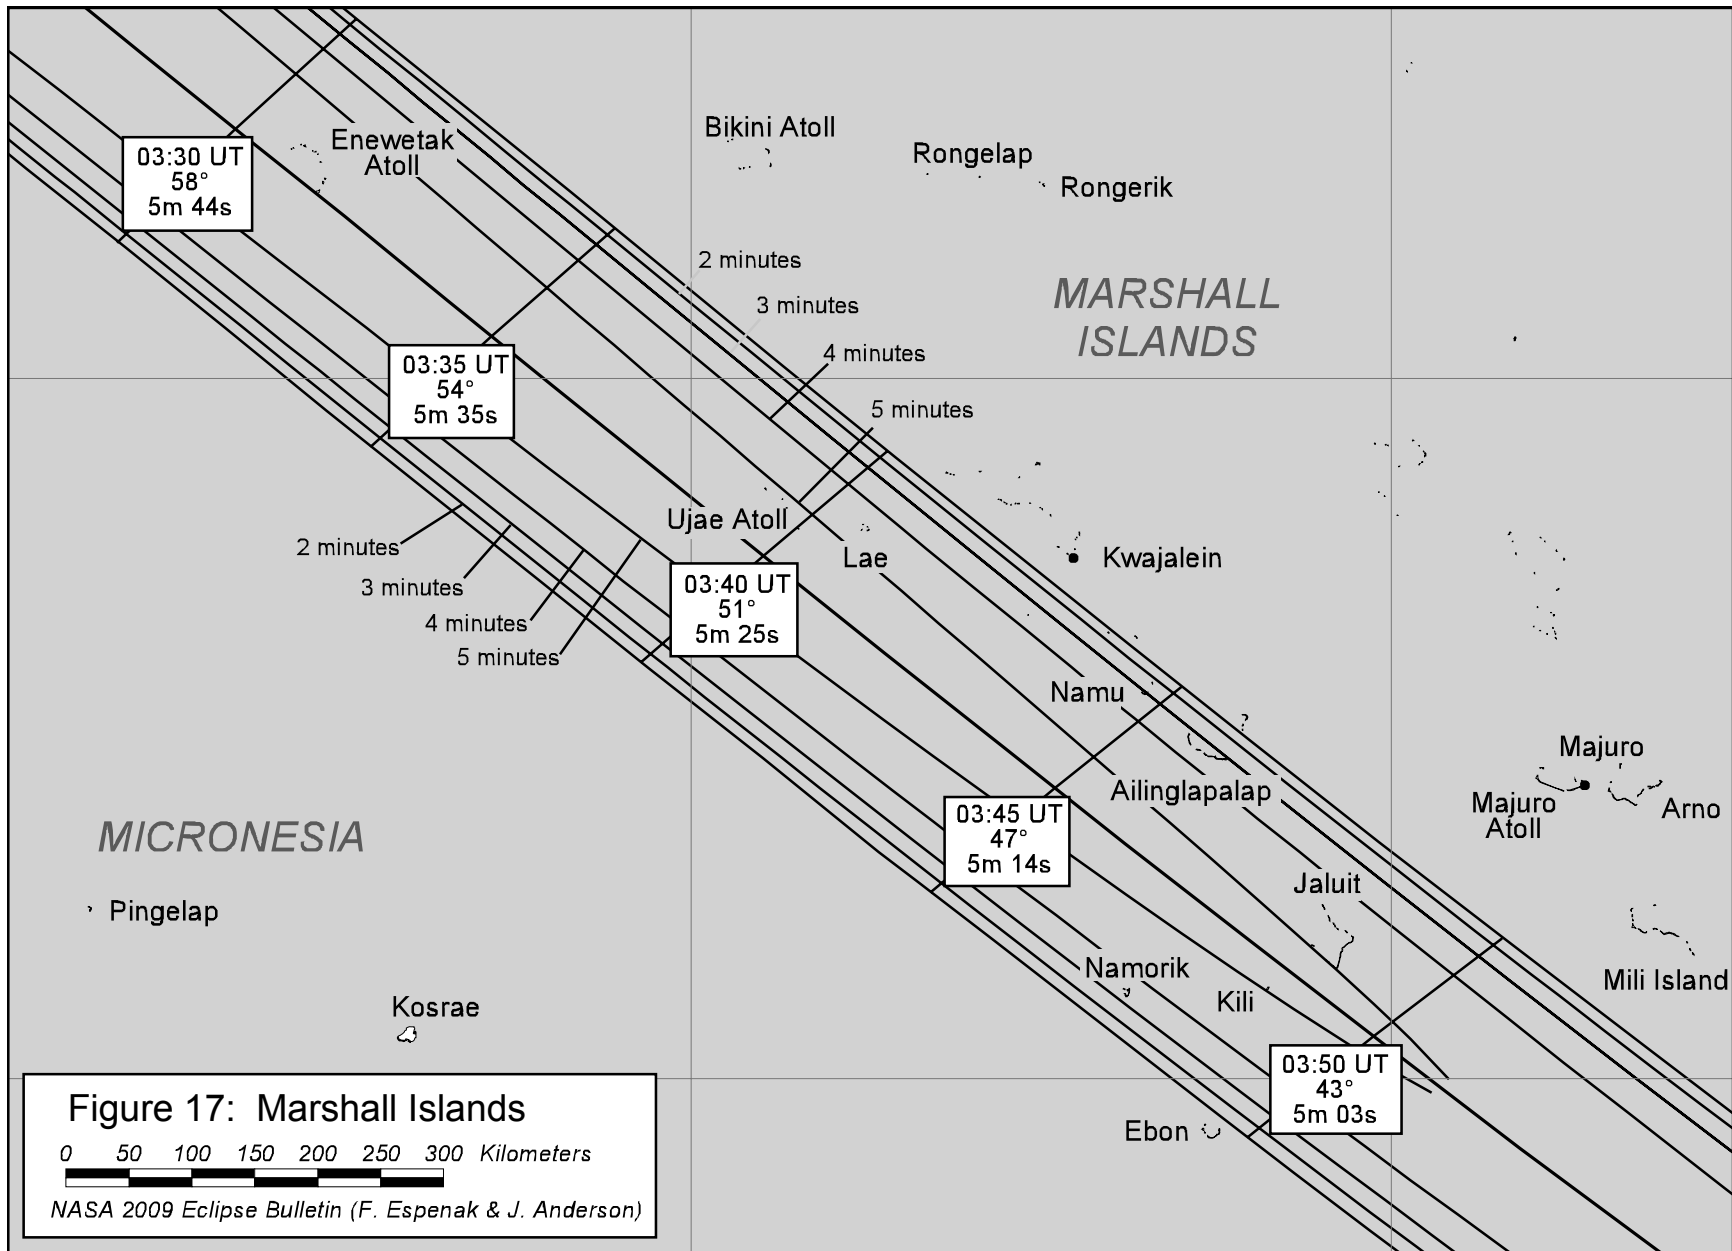 Bikini Atoll
Enewetak
Atoll
Rongelap
Rongerik
03:30 UT
58°
5m 44s
2 minutes
3 minutes
MARSHALL
ISLANDS
4 minutes
03:35 UT
54°
5m 35s
5 minutes
Ujae Atoll
Lae
Kwajalein
2 minutes
3 minutes
4 minutes
5 minutes
03:40 UT
51°
5m 25s
Namu
Majuro
Ailinglapalap
Majuro
Atoll
Arno
03:45 UT
47°
5m 14s
MICRONESIA
Jaluit
Pingelap
Namorik
Kili
Mili Island
Kosrae
03:50 UT
43°
5m 03s
Ebon
Figure 17: Marshall Islands
0 50 100 150 200 250 300 Kilometers
NASA 2009 Eclipse Bulletin (F. Espenak & J. Anderson)